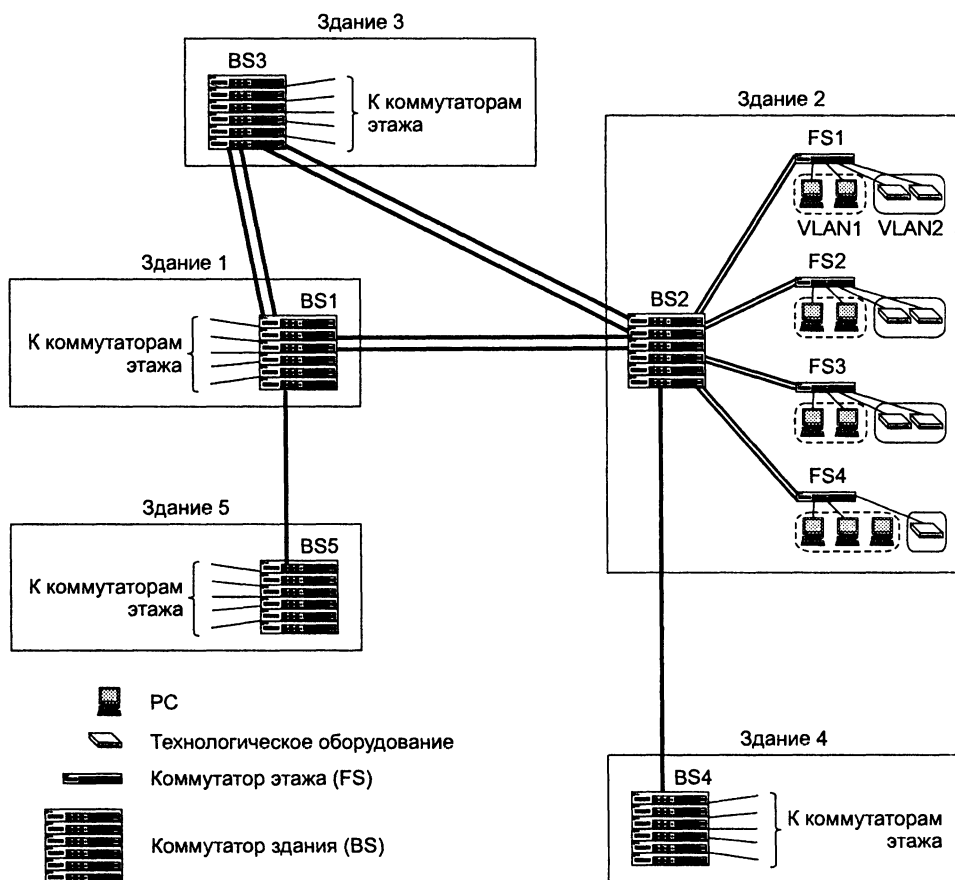 Здание 3
BS3
К коммутаторам
этажа
Здание 2
FS1
VLAN1 VLAN2
FS2
Здание 1
BS1
BS2
К коммутаторам
этажа
FS3
FS4
Здание 5
BS5
К коммутаторам
этажа
PC
Технологическое оборудование
Коммутатор этажа (FS)
Коммутатор здания (BS)
Здание 4
BS4
К коммутаторам
этажа